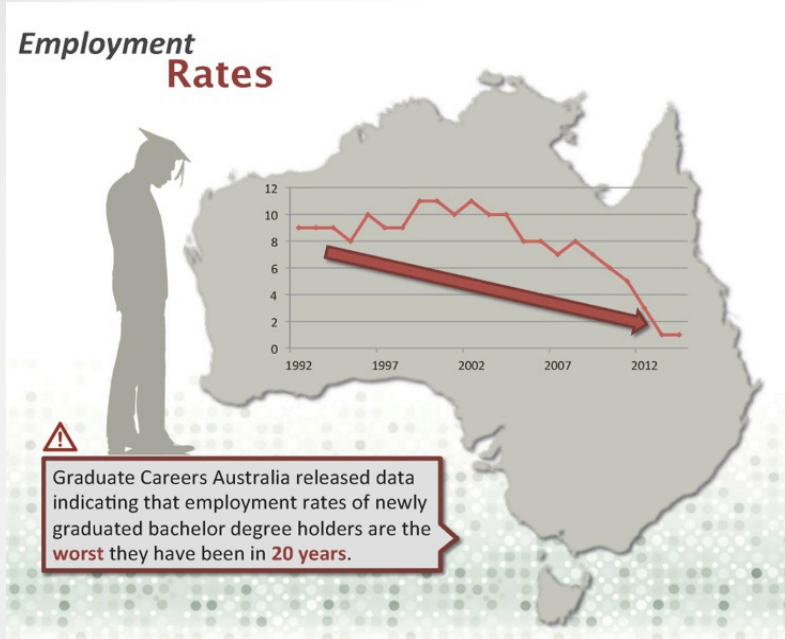 Employment
Rates
12
10
8
6
4
2
0
1992 1997 2002 2007 2012
Graduate Careers Australia released data
indicating that employment rates of newly
graduated bachelor degree holders are the
worst they have been in 20 years.